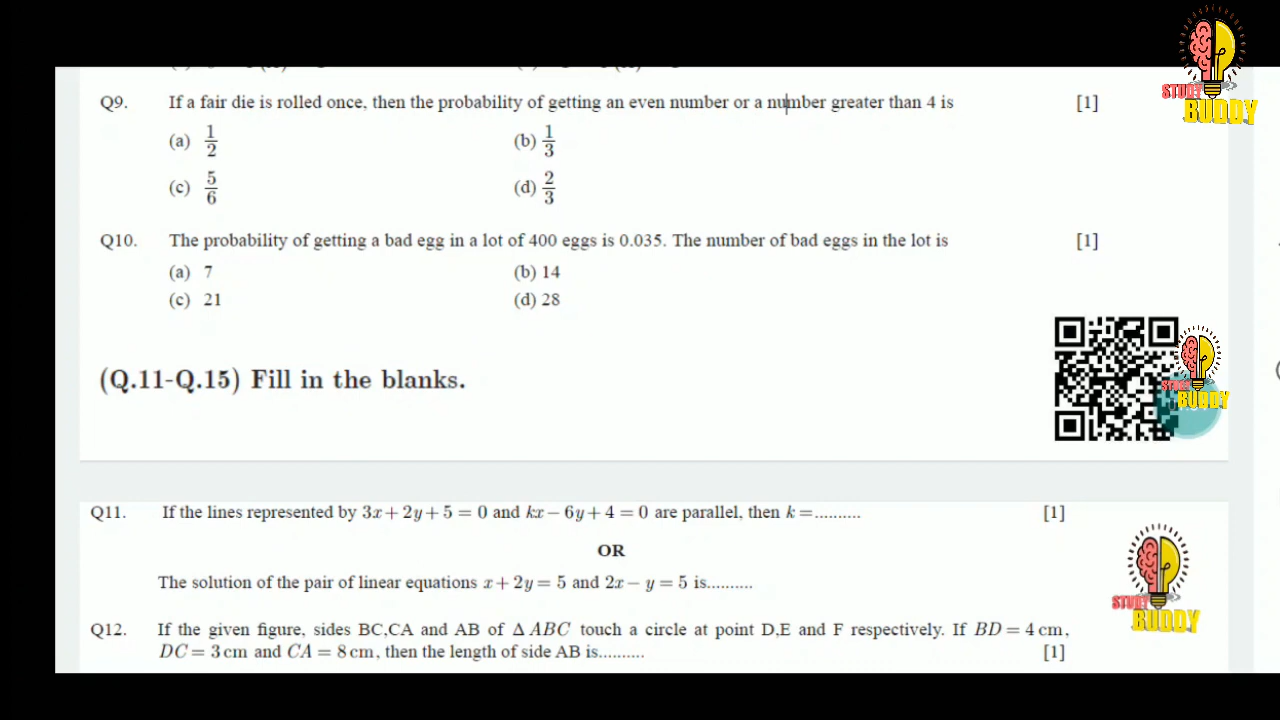 STUDY
BUDDY
Q9. If a fair die is rolled once, then the probability of getting an even number or a number greater than 4 is [1]
(a) 1/2 (b) 1/3
(c) 5/6 (d) 2/3
Q10. The probability of getting a bad egg in a lot of 400 eggs is 0.035. The number of bad eggs in the lot is [1]
(a) 7 (b) 14
(c) 21 (d) 28
STUDY
BUDDY
(Q.11-Q.15) Fill in the blanks.
Q11. If the lines represented by 3x + 2y + 5 = 0 and kx − 6y + 4 = 0 are parallel, then k = .......... [1]
OR
The solution of the pair of linear equations x + 2y = 5 and 2x − y = 5 is..........
STUDY
BUDDY
Q12. If the given figure, sides BC,CA and AB of Δ ABC touch a circle at point D,E and F respectively. If BD = 4 cm,
DC = 3 cm and CA = 8 cm, then the length of side AB is.......... [1]